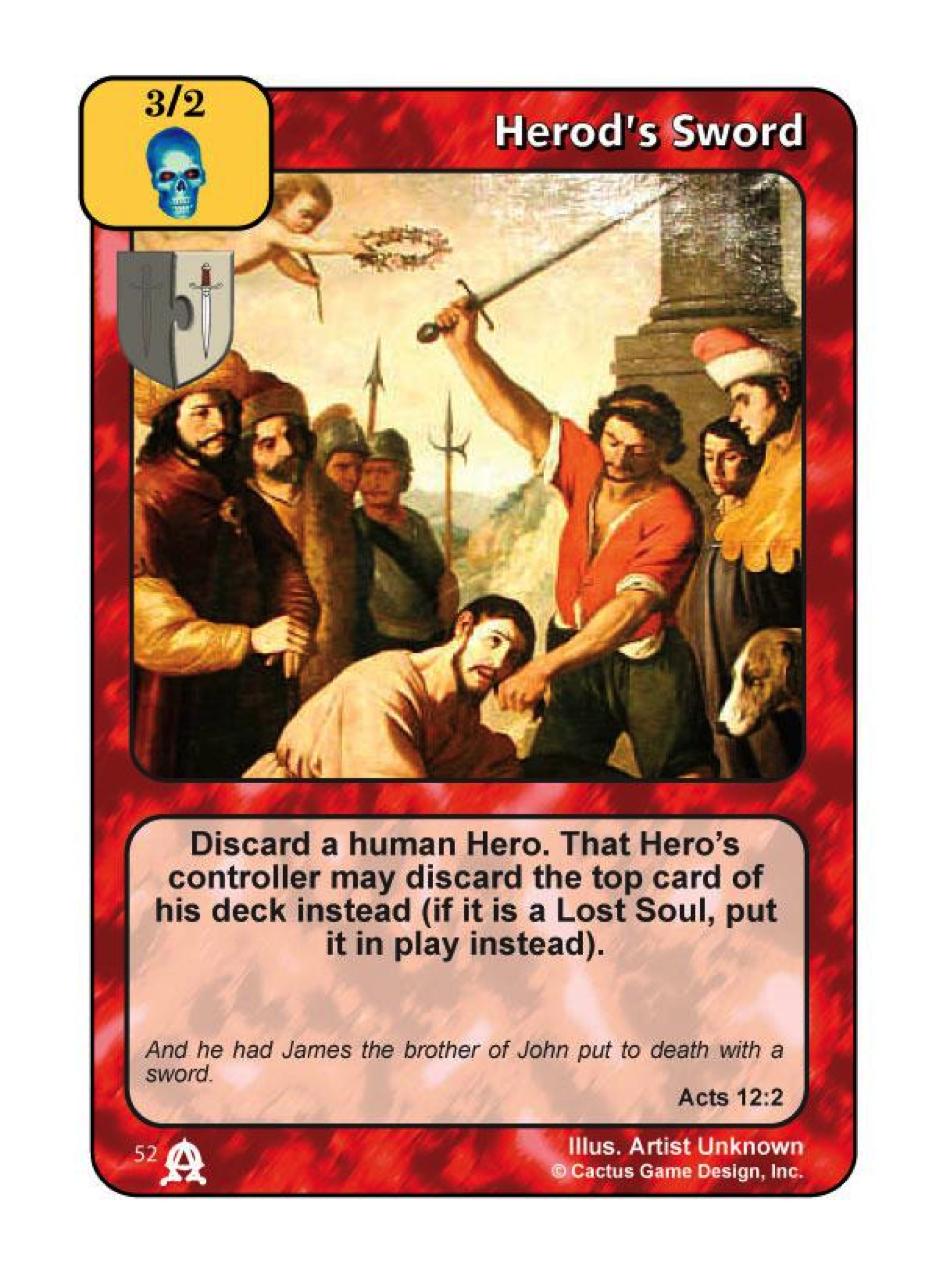 3/2
Herod's Sword
Discard a human Hero. That Hero’s
controller may discard the top card of
his deck instead (if it is a Lost Soul, put
it in play instead).
And he had James the brother of John put to death with a
sword.
Acts 12:2
52
Illus. Artist Unknown
© Cactus Game Design, Inc.